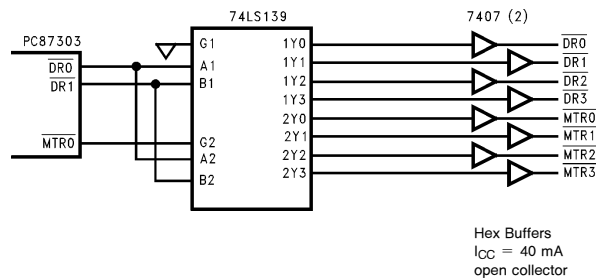 74LS139
7407 (2)
PC87303
G1
1Y0
DR0
DR0
A1
1Y1
DR1
DR1
B1
1Y2
DR2
1Y3
DR3
2Y0
MTR0
MTR0
G2
2Y1
MTR1
A2
2Y2
MTR2
B2
2Y3
MTR3
Hex Buffers
ICC = 40 mA
open collector